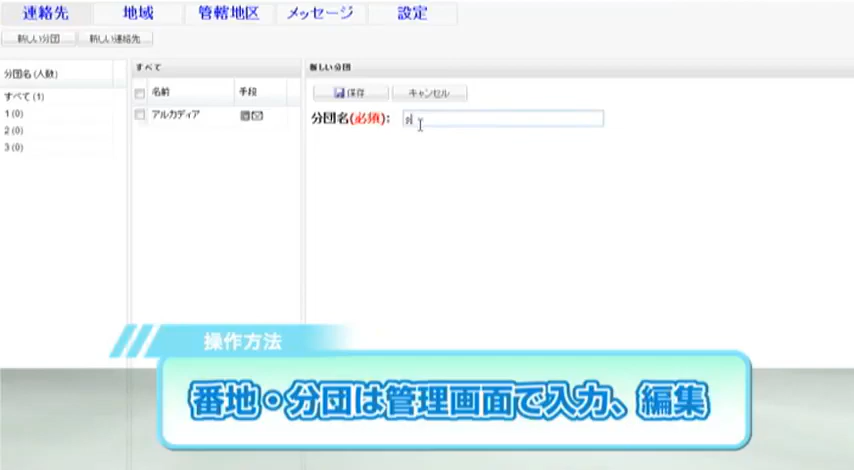 連絡先 地域 管轄地区 メッセージ 設定
新しい分団 新しい連絡先
分団名(人数)
すべて(1)
1(0)
2(0)
3(0)
すべて
名前 手段
アルカディア
新しい分団
保存 キャンセル
分団名(必須):
操作方法
番地・分団は管理画面で入力、編集